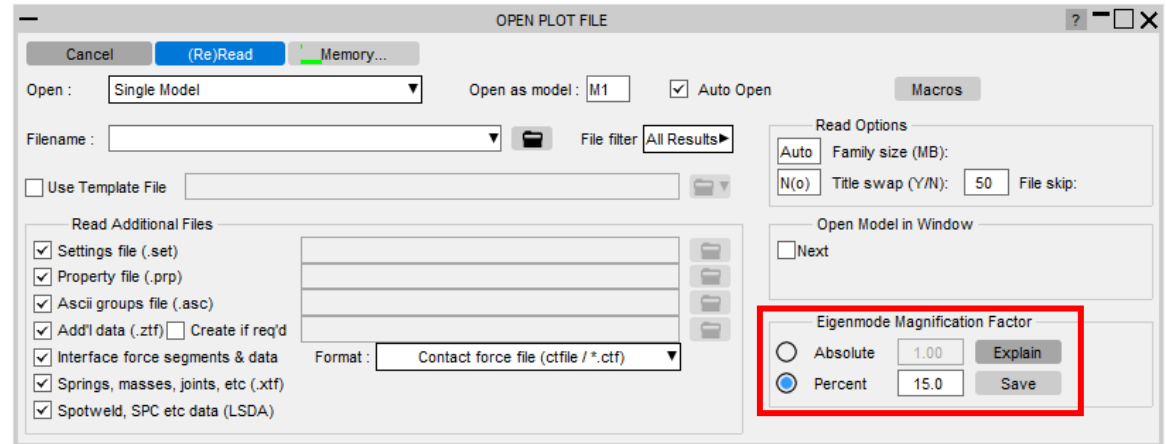 OPEN PLOT FILE ?
Cancel (Re)Read Memory...
Open : Single Model Open as model : M1 Auto Open Macros
Filename : File filter All Results
Use Template File
Read Options
Auto Family size (MB):
N(o) Title swap (Y/N): 50 File skip:
Read Additional Files
Settings file (.set)
Property file (.prp)
Ascii groups file (.asc)
Add'l data (.ztf) Create if req'd
Interface force segments & data Format : Contact force file (ctfile / *.ctf)
Springs, masses, joints, etc (.xtf)
Spotweld, SPC etc data (LSDA)
Open Model in Window
Next
Eigenmode Magnification Factor
Absolute 1.00 Explain
Percent 15.0 Save